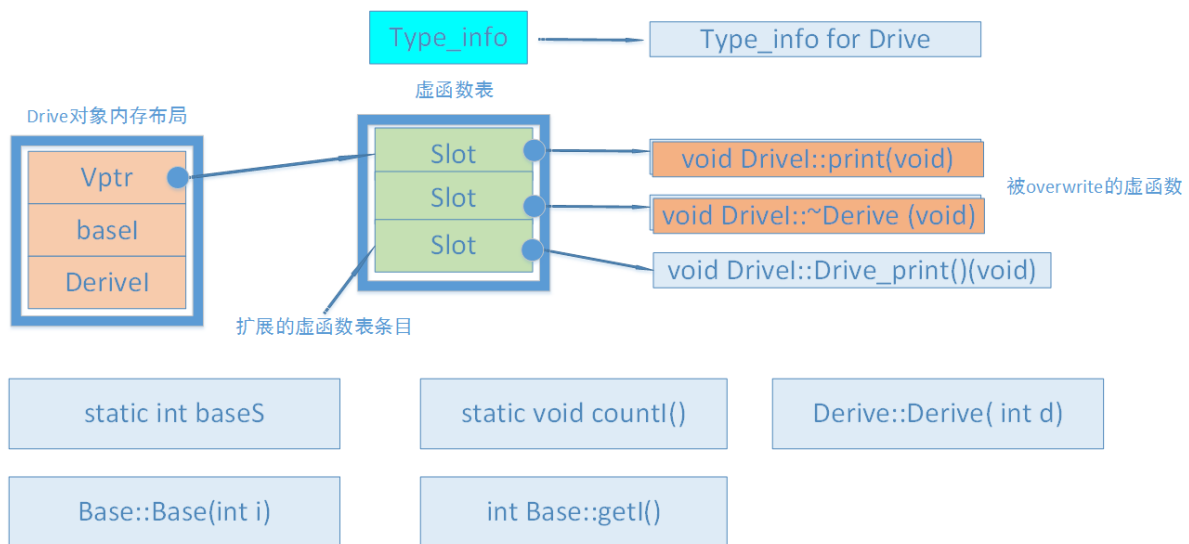 Type_info
Type_info for Drive
虚函数表
Drive对象内存布局
Vptr
baseI
DeriveI
Slot
Slot
Slot
void DriveI::print(void)
void DriveI::~Derive (void)
void DriveI::Drive_print()(void)
被overwrite的虚函数
扩展的虚函数表条目
static int baseS
static void countI()
Derive::Derive( int d)
Base::Base(int i)
int Base::getI()